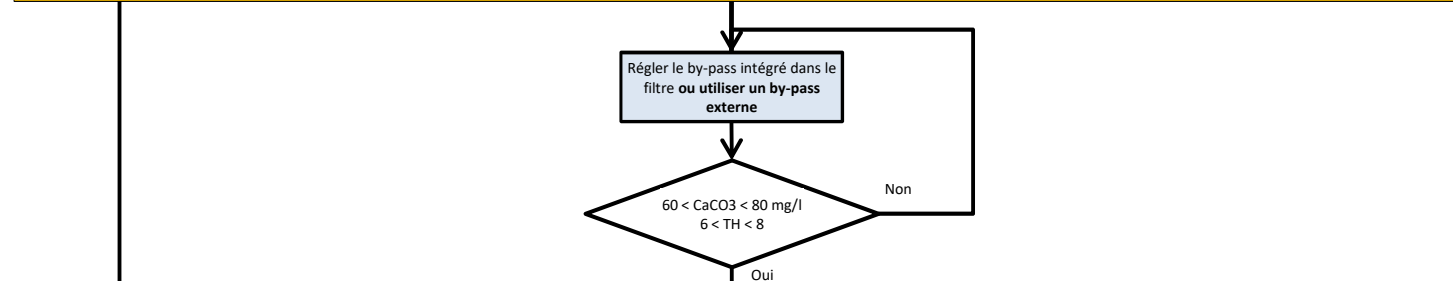 Régler le by-pass intégré dans le
filtre ou utiliser un by-pass
externe
Non
60 < CaCO3 < 80 mg/l
6 < TH < 8
Oui